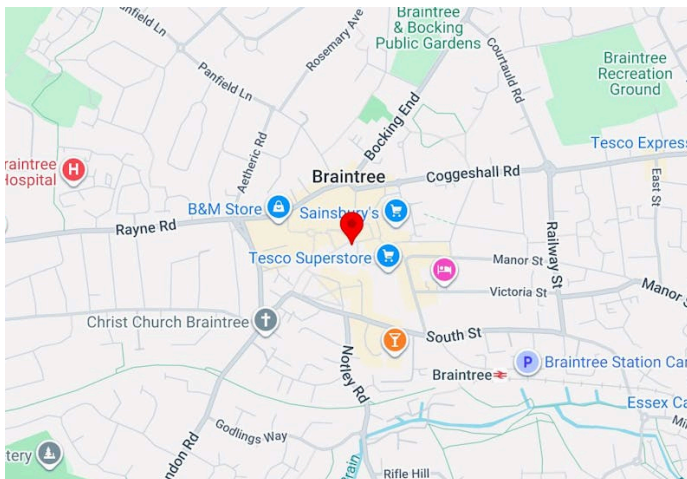 Panfield Ln
Panfield Ln
Rosemary Ave
Braintree
& Bocking
Public Gardens
Courtauld Rd
Braintree
Recreation
Ground
Bocking End
Aetheric Rd
Tesco Express
Braintree
Hospital
H
Braintree
Coggeshall Rd
East St
B&M Store
Sainsbury's
Rayne Rd
Railway St
Tesco Superstore
Manor St
Victoria St
Manor S
Christ Church Braintree
South St
Notley Rd
P
Braintree Station Car
Braintree
Essex Ca
Godlings Way
London Rd
tery
Brain
Rifle Hill
Mil